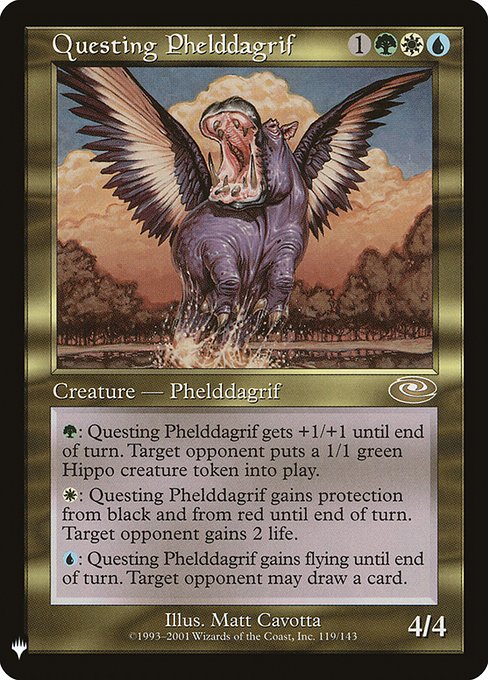 Questing Phelddagrif 1
Creature — Phelddagrif
: Questing Phelddagrif gets +1/+1 until end
of turn. Target opponent puts a 1/1 green
Hippo creature token into play.
: Questing Phelddagrif gains protection
from black and from red until end of turn.
Target opponent gains 2 life.
: Questing Phelddagrif gains flying until end
of turn. Target opponent may draw a card.
Illus. Matt Cavotta
©1993–2001 Wizards of the Coast, Inc. 119/143
4/4